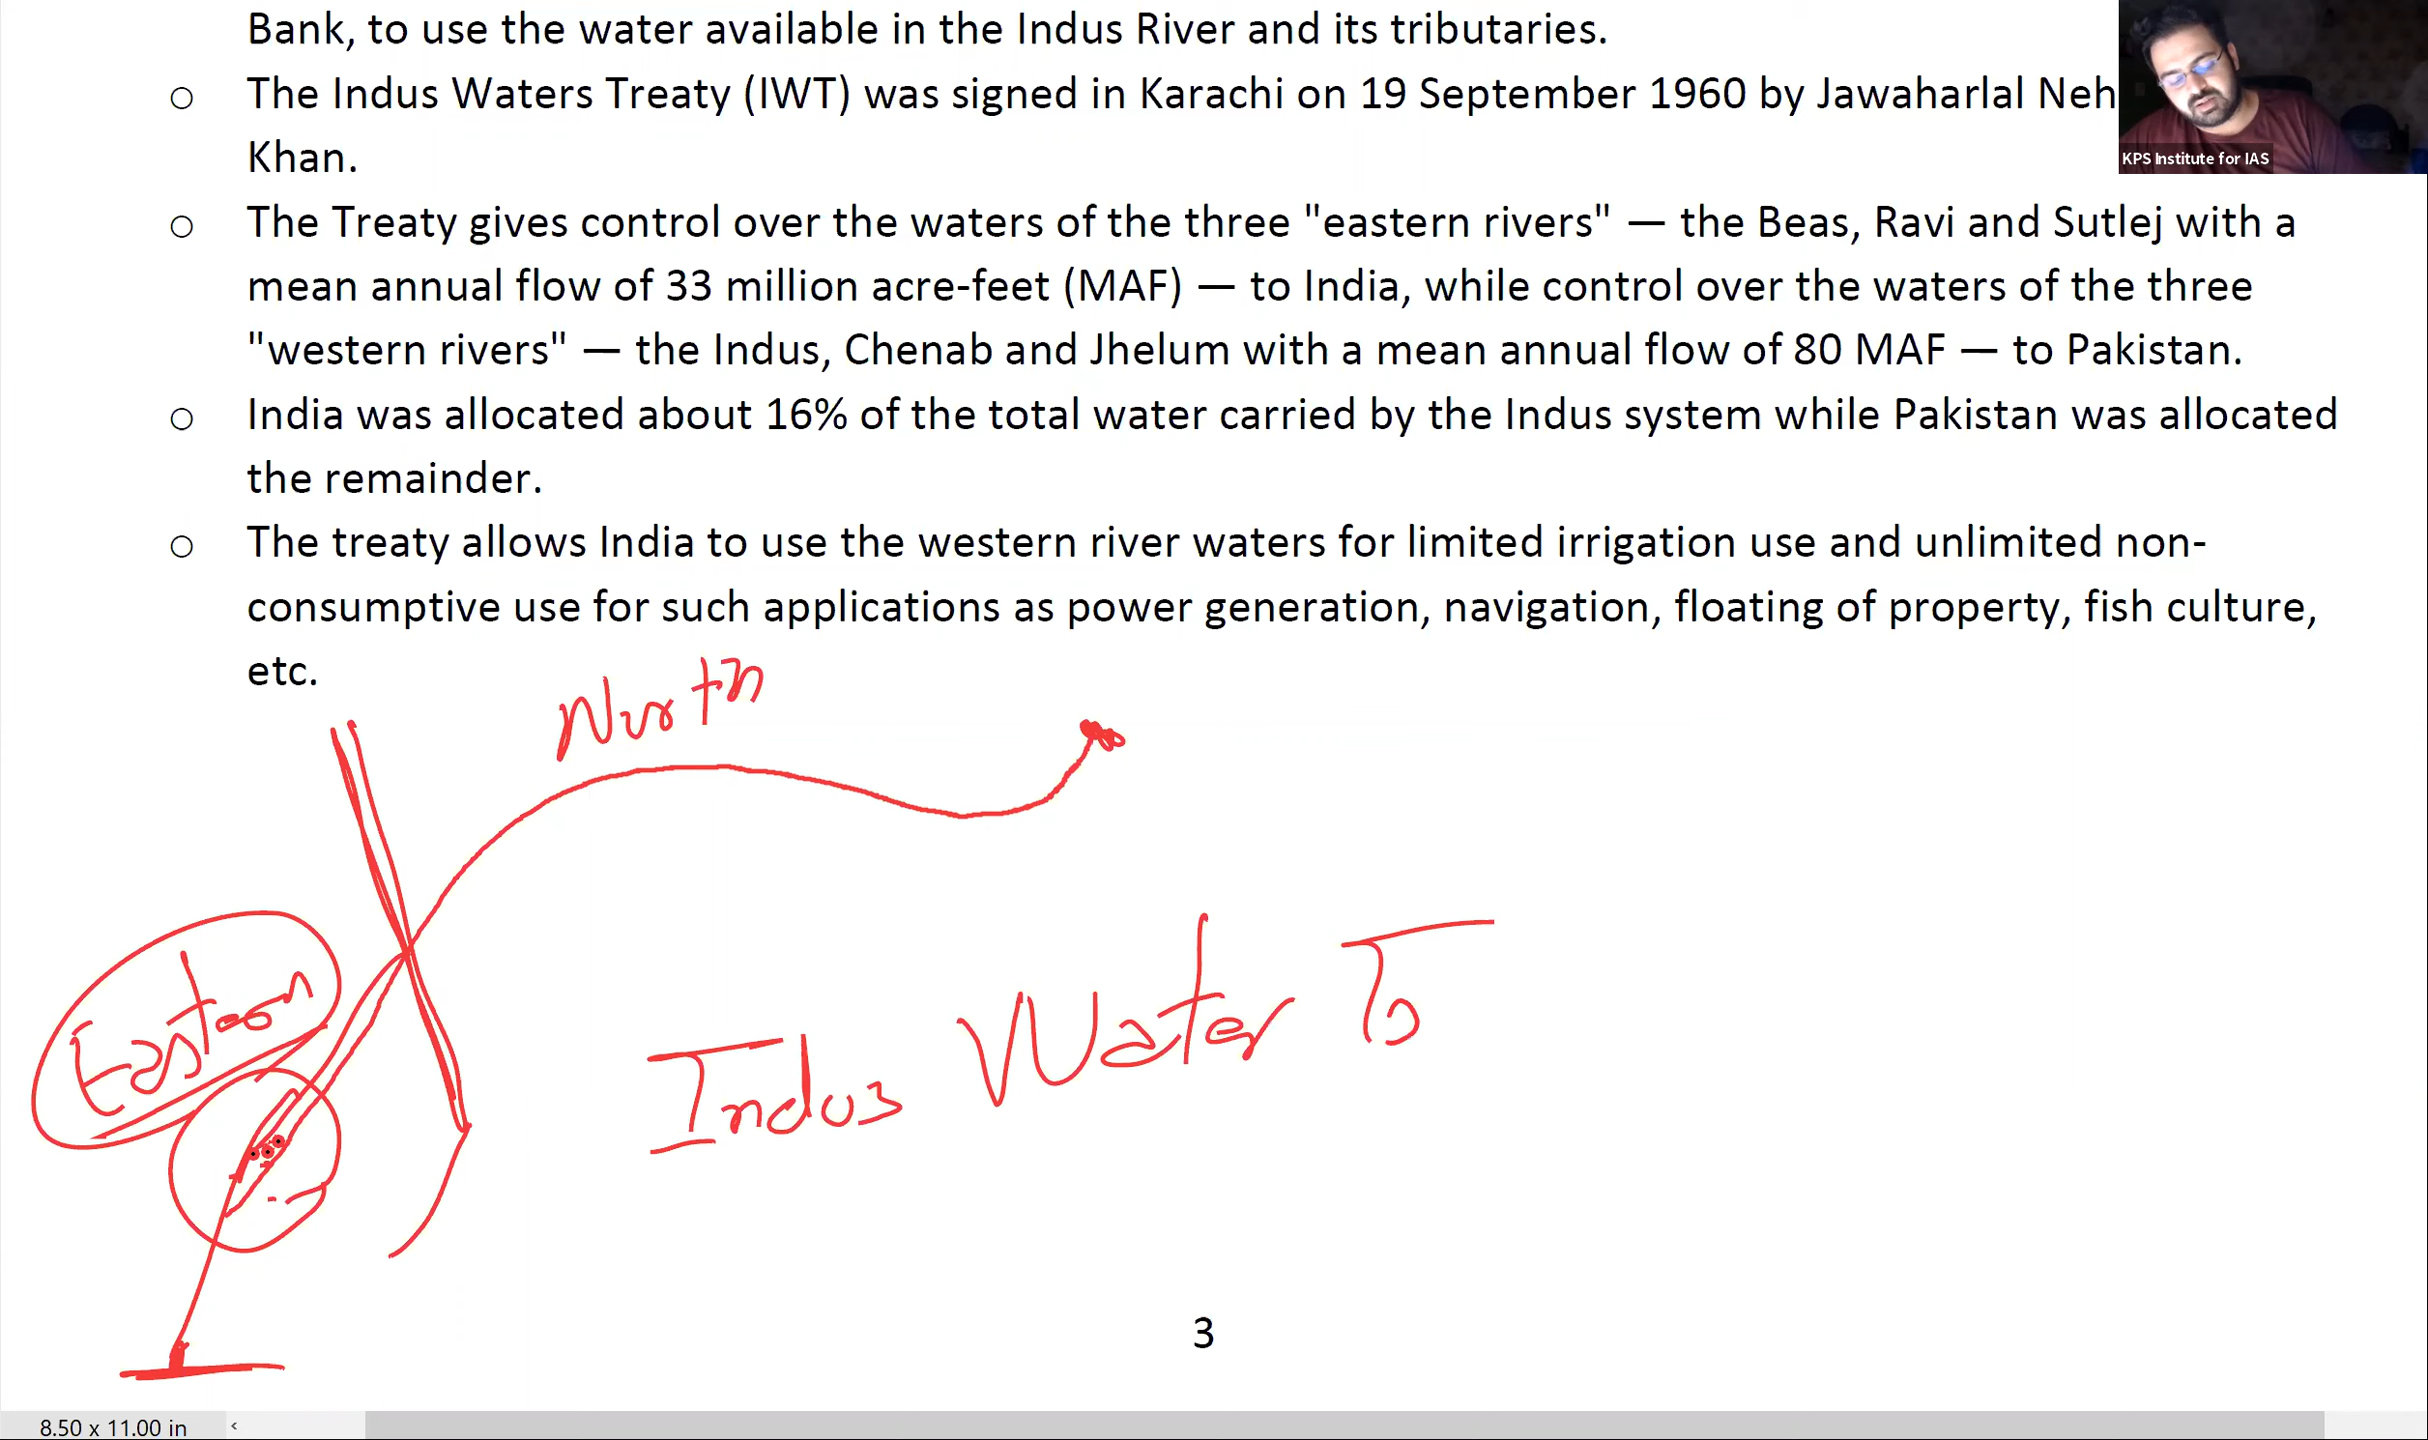 Bank, to use the water available in the Indus River and its tributaries.
○ The Indus Waters Treaty (IWT) was signed in Karachi on 19 September 1960 by Jawaharlal Neh
KPS Institute for IAS
Khan.
○ The Treaty gives control over the waters of the three "eastern rivers" — the Beas, Ravi and Sutlej with a
mean annual flow of 33 million acre-feet (MAF) — to India, while control over the waters of the three
"western rivers" — the Indus, Chenab and Jhelum with a mean annual flow of 80 MAF — to Pakistan.
○ India was allocated about 16% of the total water carried by the Indus system while Pakistan was allocated
the remainder.
○ The treaty allows India to use the western river waters for limited irrigation use and unlimited non-
consumptive use for such applications as power generation, navigation, floating of property, fish culture,
etc.
North
Eastern
Indus Water Tr
3
8.50 x 11.00 in